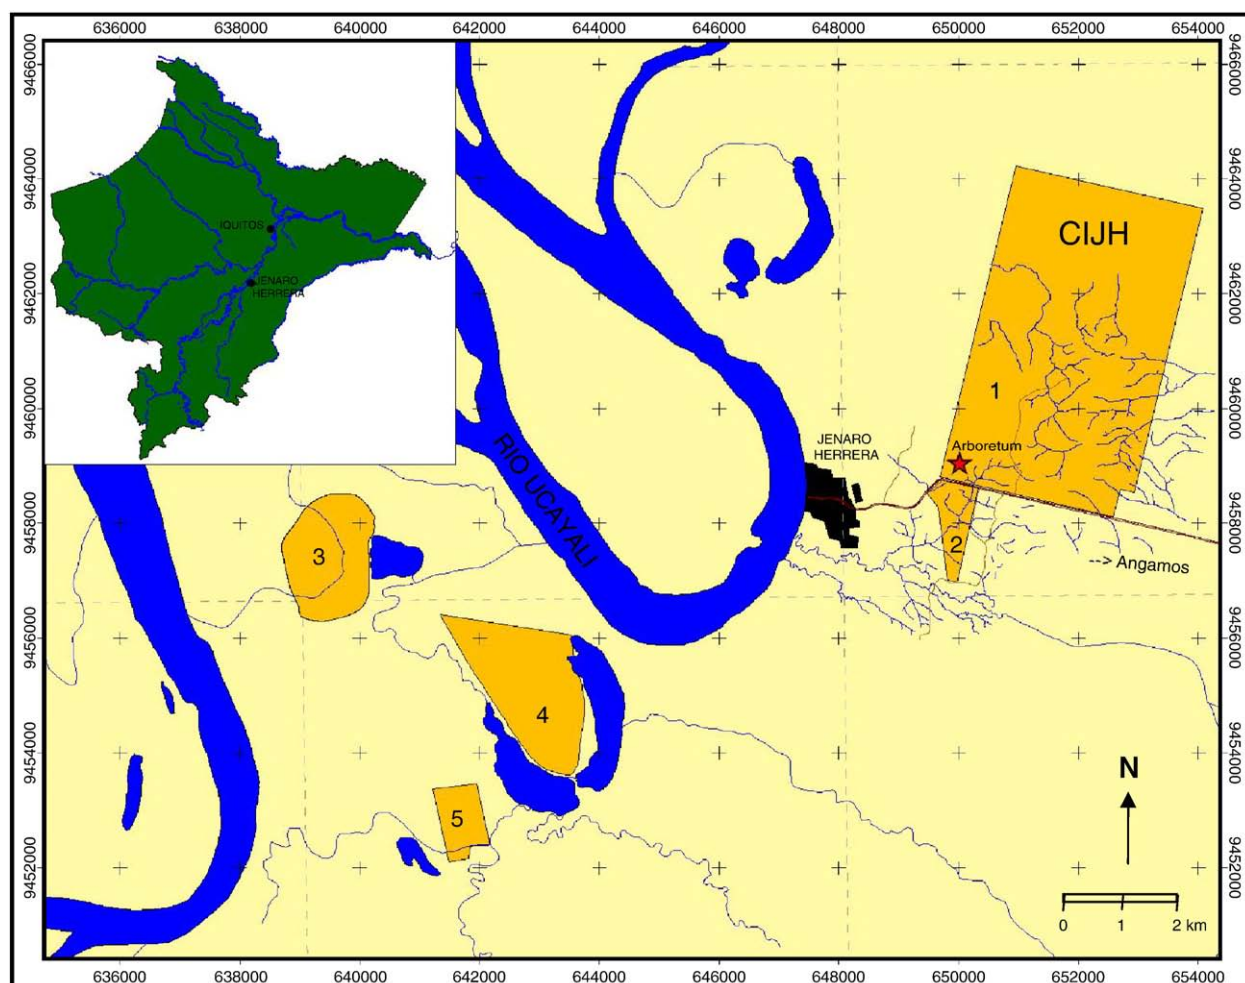 636000 638000 640000 642000 644000 646000 648000 650000 652000 654000
9466000
9464000
9462000
9460000
9458000
9456000
9454000
9452000
IQUITOS
JENARO
HERRERA
RIO UCAYALI
JENARO
HERRERA
CIJH
1
Arboretum
2
--> Angamos
3
4
5
N
0 1 2 km
9466000
9464000
9462000
9460000
9458000
9456000
9454000
9452000
636000 638000 640000 642000 644000 646000 648000 650000 652000 654000